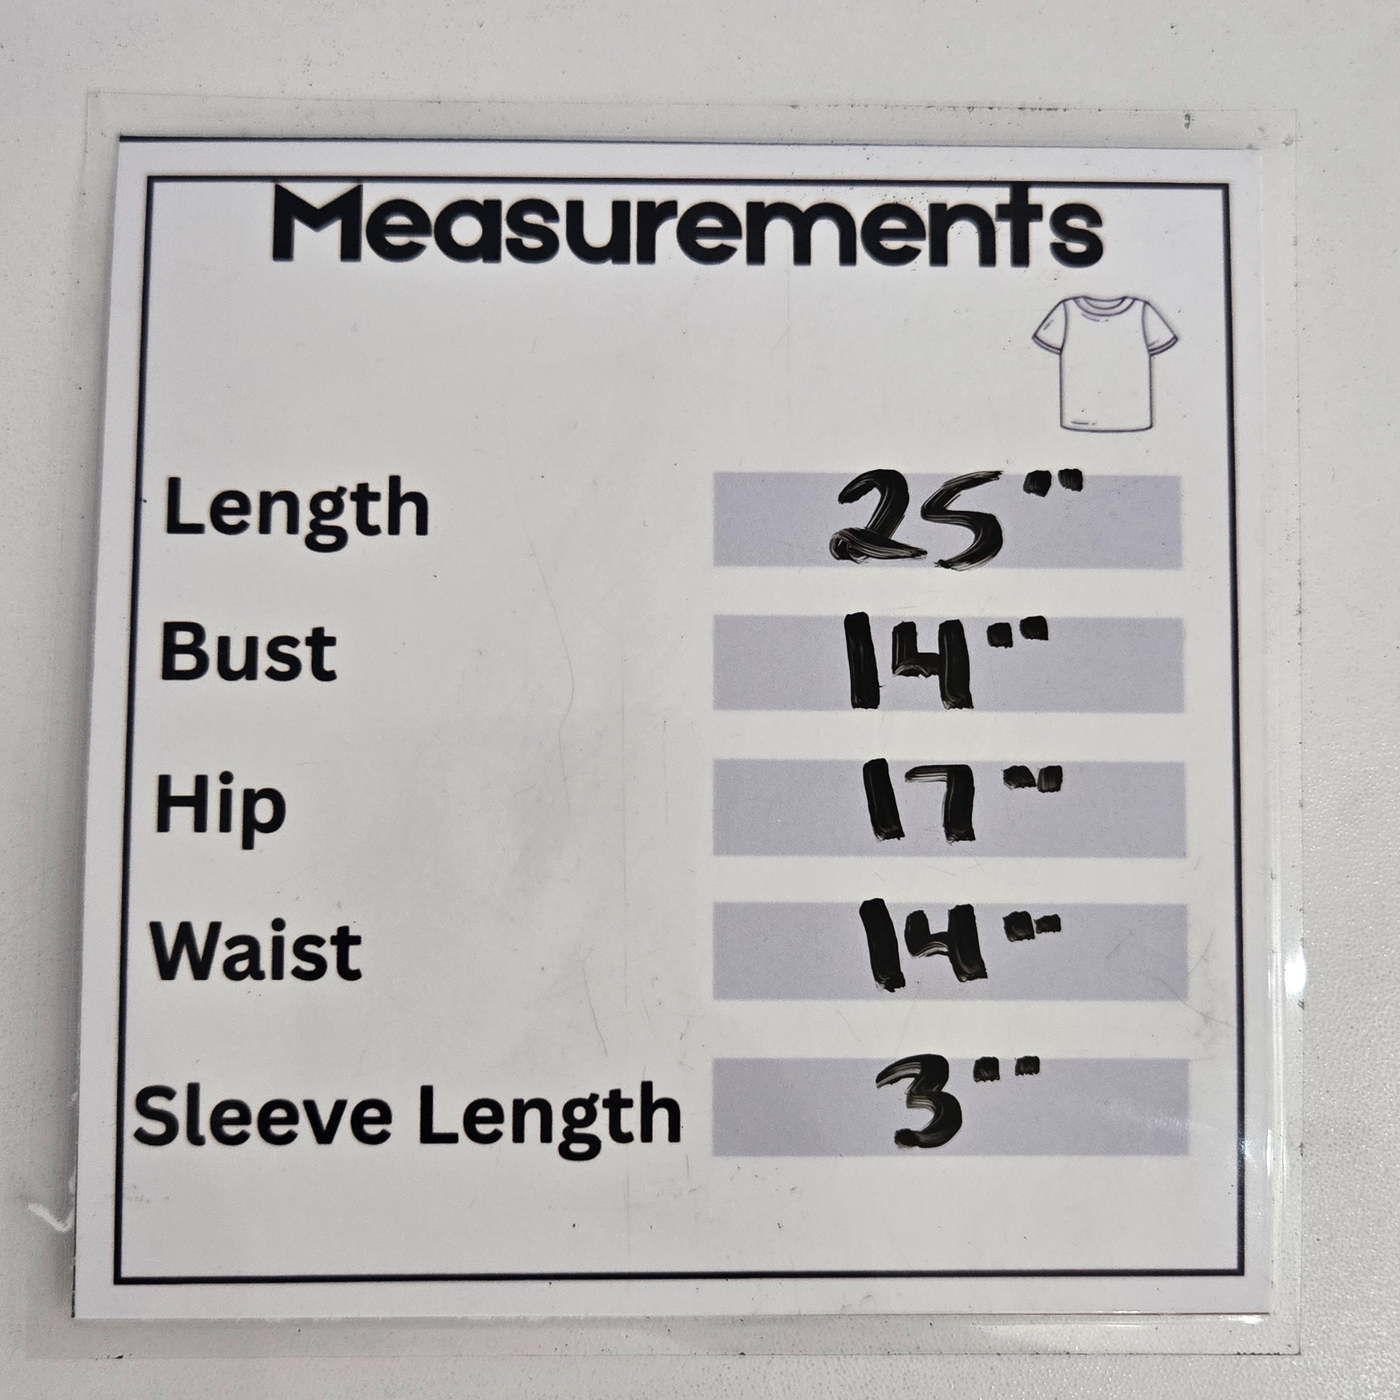 Measurements
Length 25"
Bust 14"
Hip 17"
Waist 14"
Sleeve Length 3"